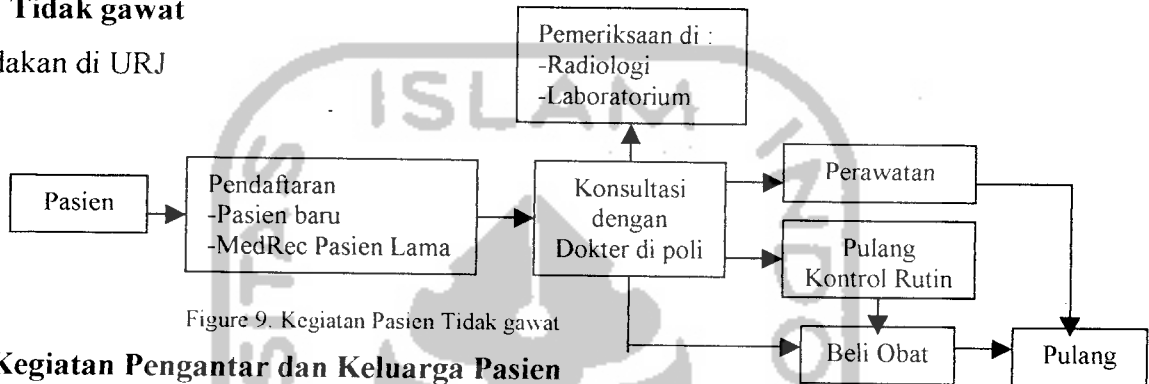 Tidak gawat
dakan di URJ
Pemeriksaan di :
-Radiologi
-Laboratorium
ISLAM
Pasien
Pendaftaran
-Pasien baru
-MedRec Pasien Lama
Konsultasi
dengan
Dokter di poli
Perawatan
Pulang
Kontrol Rutin
Beli Obat
Pulang
Figure 9. Kegiatan Pasien Tidak gawat
Kegiatan Pengantar dan Keluarga Pasien